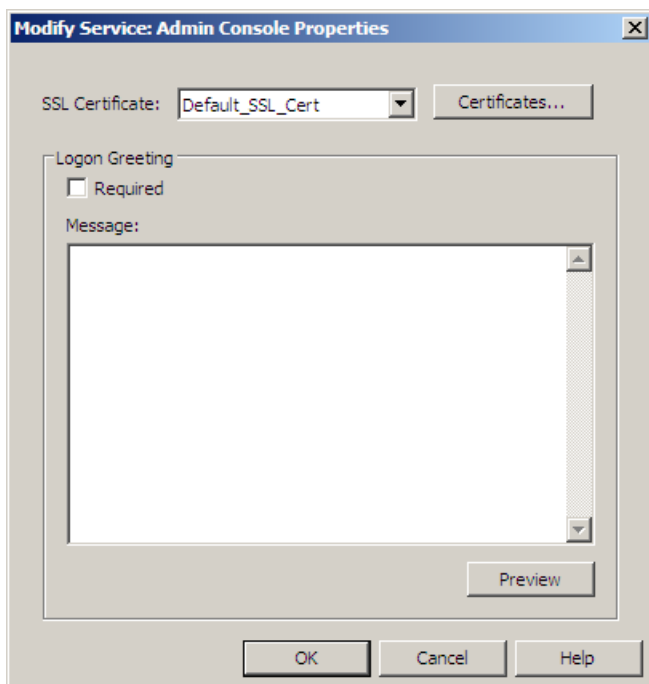 Modify Service: Admin Console Properties
SSL Certificate: Default_SSL_Cert Certificates...
Logon Greeting
Required
Message:
Preview
OK Cancel Help